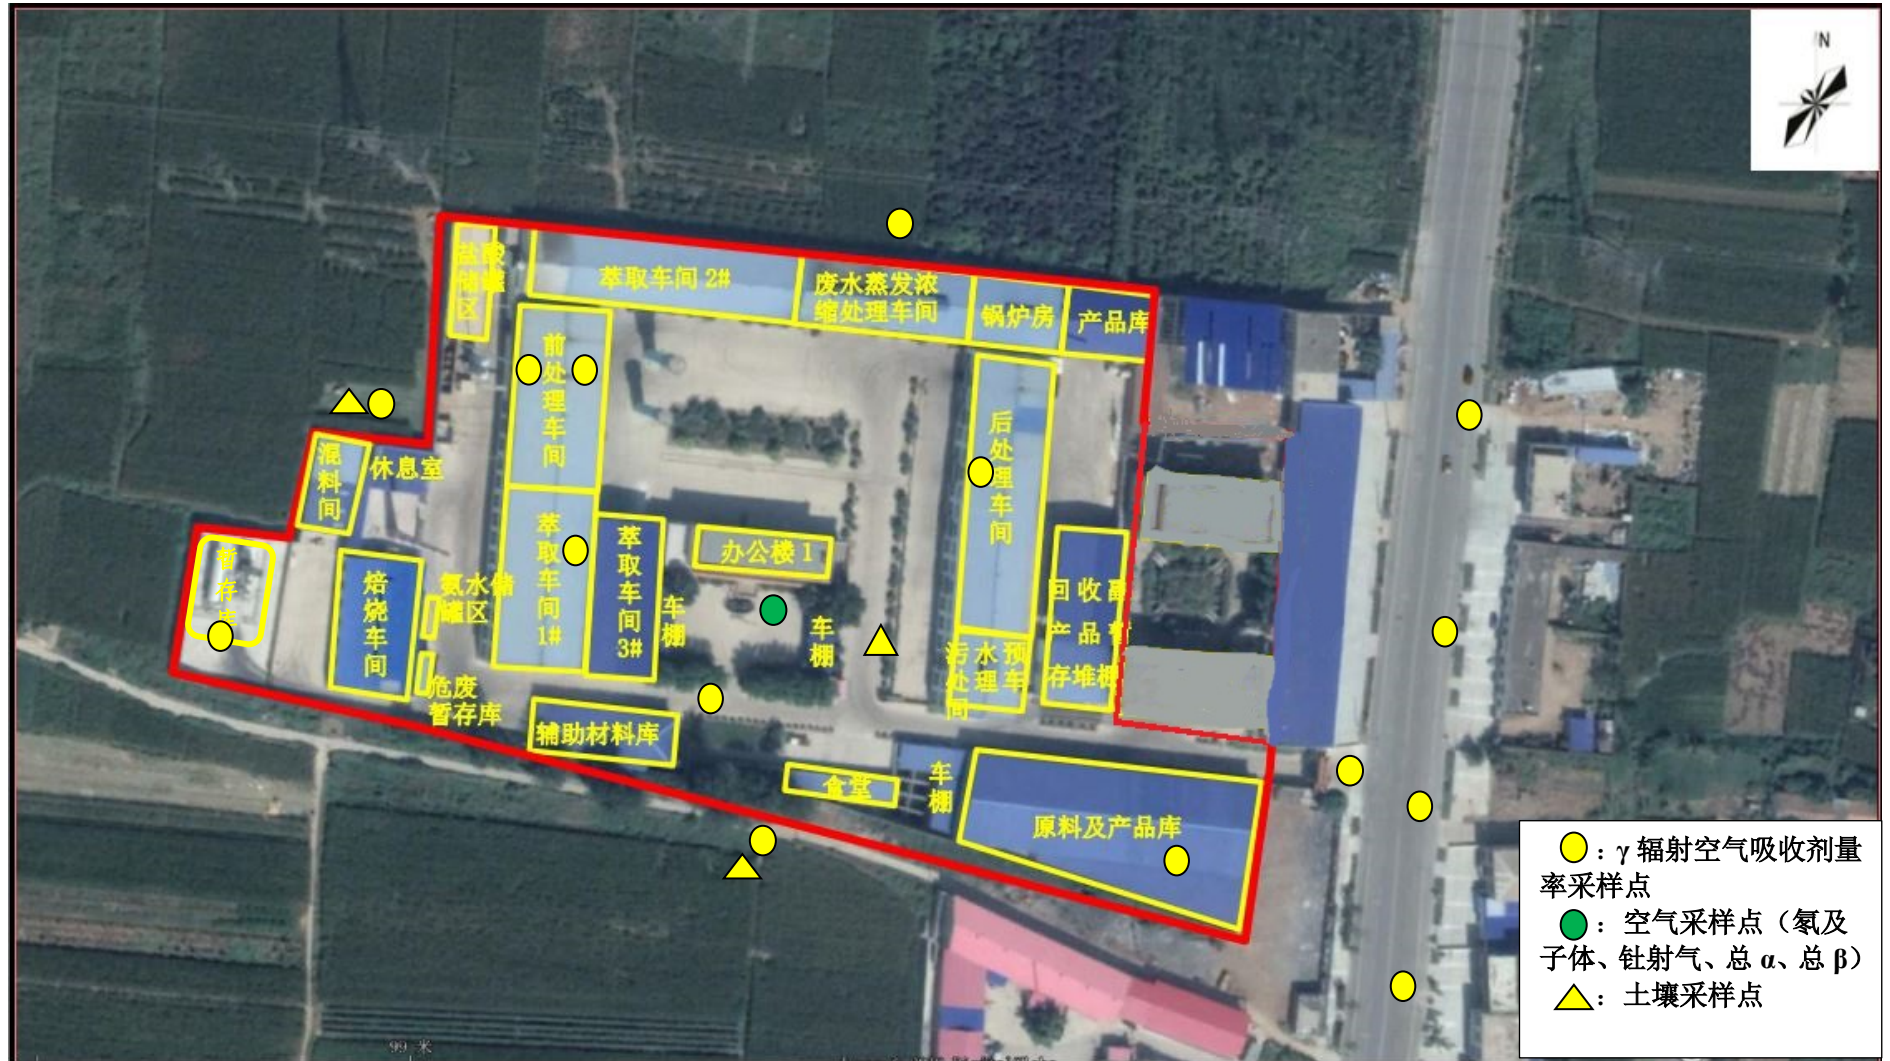 N
盐酸
储罐
区
萃取车间 2#
废水蒸发浓
缩处理车间
锅炉房
产品库
前处理车间
后处理车间
混料间
休息室
暂存库
焙烧车间
氨水储
罐区
萃取车间1#
萃取车间3#
办公楼 1
车棚
车棚
回 收 副
产 品 暂
存堆棚
污 水 预
处 理 车
间
危废
暂存库
辅助材料库
食堂
车棚
原料及产品库
99 米
：γ 辐射空气吸收剂量
率采样点
：空气采样点（氡及
子体、钍射气、总 α、总 β）
：土壤采样点